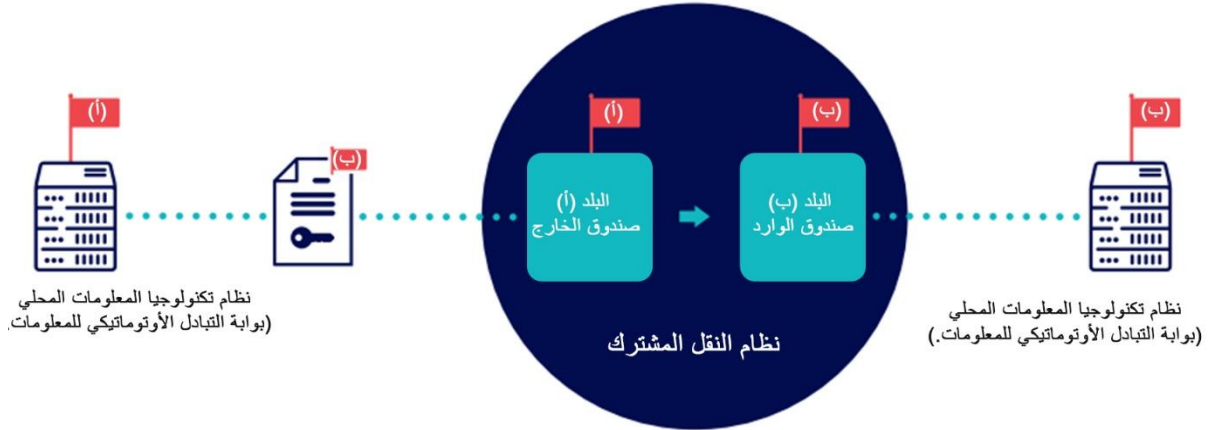 (أ)
(ب)
(أ)
(ب)
(ب)
البلد (أ)
صندوق الخارج
البلد (ب)
صندوق الوارد
نظام تكنولوجيا المعلومات المحلي
(بوابة التبادل الأوتوماتيكي للمعلومات.
نظام النقل المشترك
نظام تكنولوجيا المعلومات المحلي
(بوابة التبادل الأوتوماتيكي للمعلومات.)